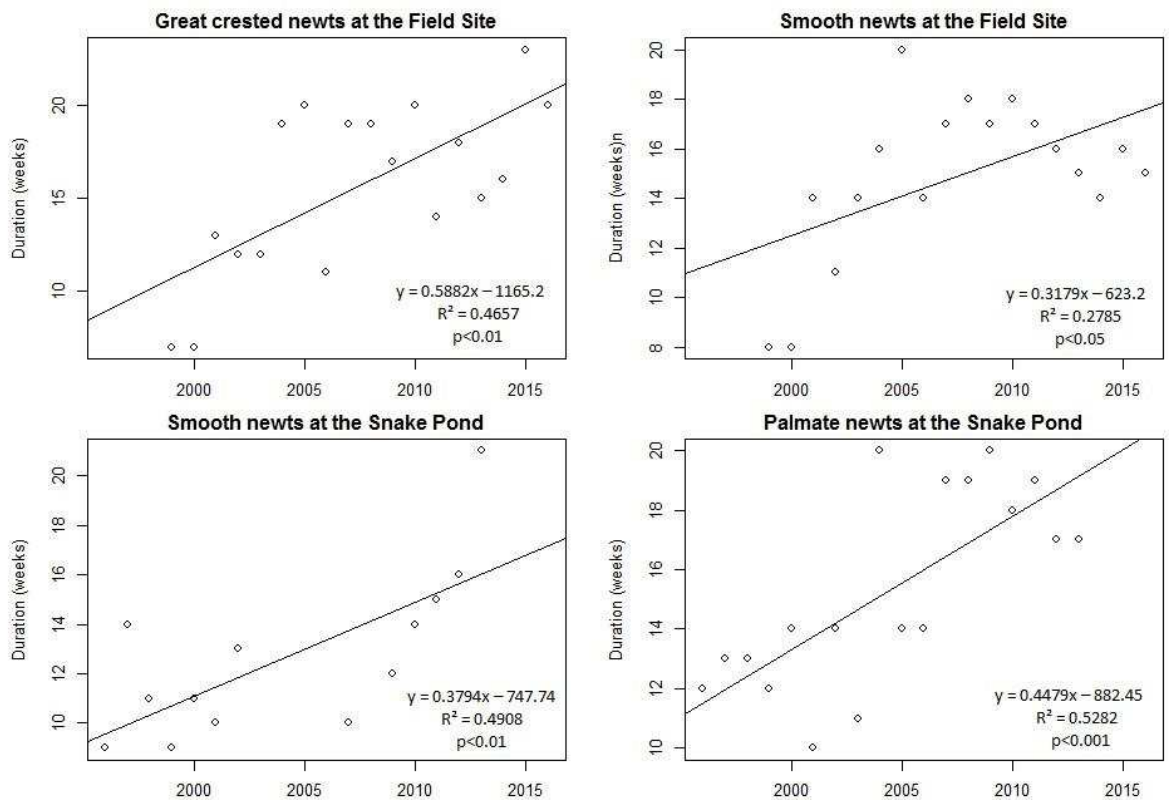 Great crested newts at the Field Site
Duration (weeks)
20
15
10
y = 0.5882x – 1165.2
R² = 0.4657
p<0.01
2000 2005 2010 2015
Smooth newts at the Field Site
Duration (weeks)n
20
18
16
14
12
10
8
y = 0.3179x – 623.2
R² = 0.2785
p<0.05
2000 2005 2010 2015
Smooth newts at the Snake Pond
Duration (weeks)
20
18
16
14
12
10
y = 0.3794x – 747.74
R² = 0.4908
p<0.01
2000 2005 2010 2015
Palmate newts at the Snake Pond
Duration (weeks)
20
18
16
14
12
10
y = 0.4479x – 882.45
R² = 0.5282
p<0.001
2000 2005 2010 2015